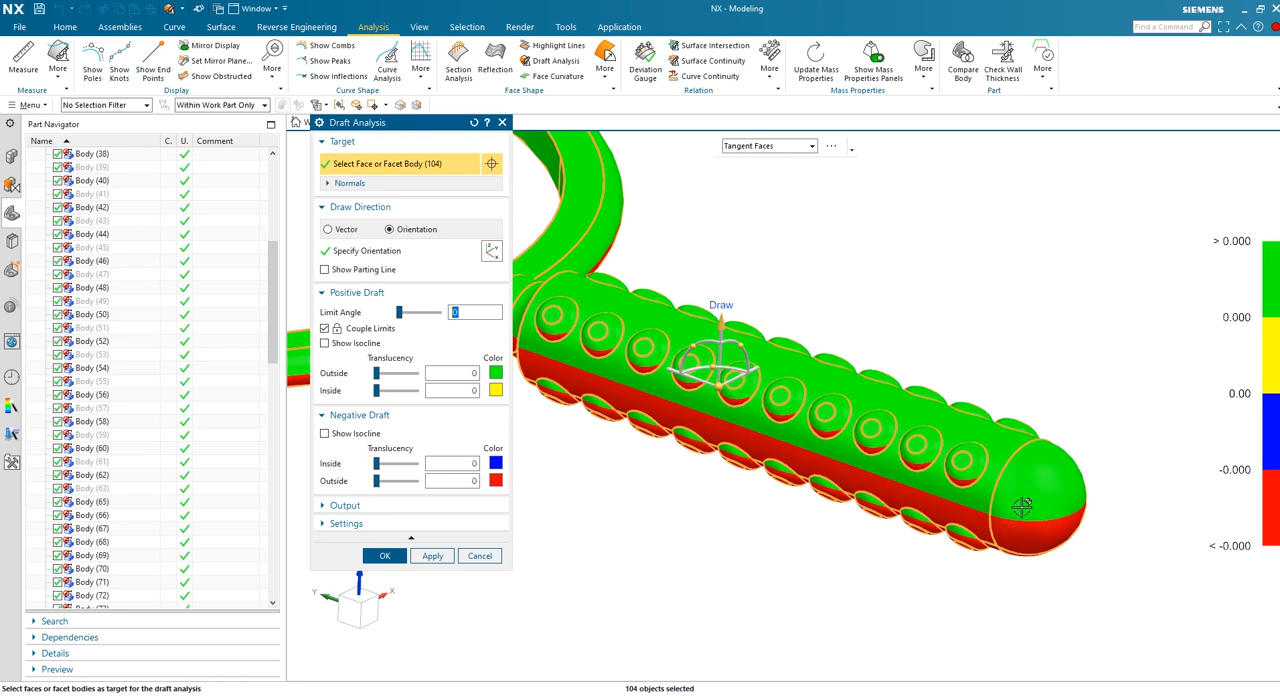 NX
Window
NX - Modeling
SIEMENS
File Home Assemblies Curve Surface Reverse Engineering Analysis View Selection Render Tools Application
Find a Command
Measure
More
Measure
Show Poles
Show Knots
Show End Points
Mirror Display
Set Mirror Plane...
Show Obstructed
More
Display
Show Combs
Show Peaks
Show Inflections
Curve Analysis
More
Curve Shape
Section Analysis
Reflection
Highlight Lines
Draft Analysis
Face Curvature
More
Face Shape
Deviation Gauge
Surface Intersection
Surface Continuity
Curve Continuity
More
Relation
Update Mass Properties
Show Mass Properties Panels
More
Mass Properties
Compare Body
Check Wall Thickness
More
Part
Menu
No Selection Filter
Within Work Part Only
Part Navigator
Name C. U. Comment
Body (38)
Body (39)
Body (40)
Body (41)
Body (42)
Body (43)
Body (44)
Body (45)
Body (46)
Body (47)
Body (48)
Body (49)
Body (50)
Body (51)
Body (52)
Body (53)
Body (54)
Body (55)
Body (56)
Body (57)
Body (58)
Body (59)
Body (60)
Body (61)
Body (62)
Body (63)
Body (65)
Body (66)
Body (67)
Body (68)
Body (69)
Body (70)
Body (71)
Body (72)
Search
Dependencies
Details
Preview
Draft Analysis
Target
Select Face or Facet Body (104)
Normals
Draw Direction
Vector Orientation
Specify Orientation
Show Parting Line
Positive Draft
Limit Angle 0
Couple Limits
Show Isocline
Translucency Color
Outside 0
Inside 0
Negative Draft
Show Isocline
Translucency Color
Inside 0
Outside 0
Output
Settings
OK Apply Cancel
Tangent Faces
Draw
> 0.000
0.000
0.00
-0.000
< -0.000
X
Y
Select faces or facet bodies as target for the draft analysis
104 objects selected